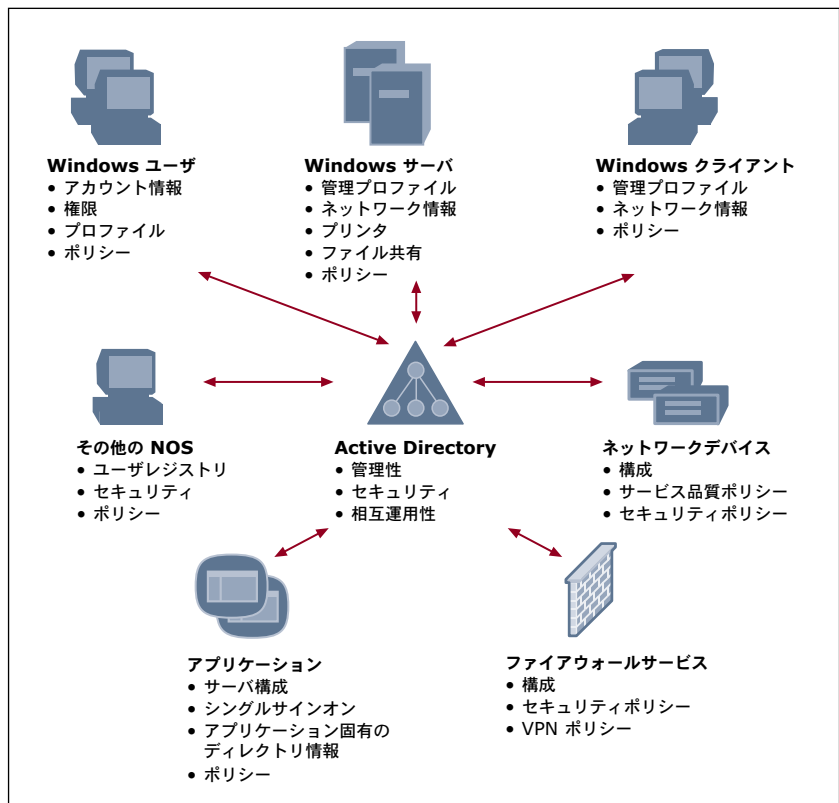 Windows ユーザ
• アカウント情報
• 権限
• プロファイル
• ポリシー
Windows サーバ
• 管理プロファイル
• ネットワーク情報
• プリンタ
• ファイル共有
• ポリシー
Windows クライアント
• 管理プロファイル
• ネットワーク情報
• ポリシー
その他の NOS
• ユーザレジストリ
• セキュリティ
• ポリシー
Active Directory
• 管理性
• セキュリティ
• 相互運用性
ネットワークデバイス
• 構成
• サービス品質ポリシー
• セキュリティポリシー
アプリケーション
• サーバ構成
• シングルサインオン
• アプリケーション固有の
ディレクトリ情報
• ポリシー
ファイアウォールサービス
• 構成
• セキュリティポリシー
• VPN ポリシー